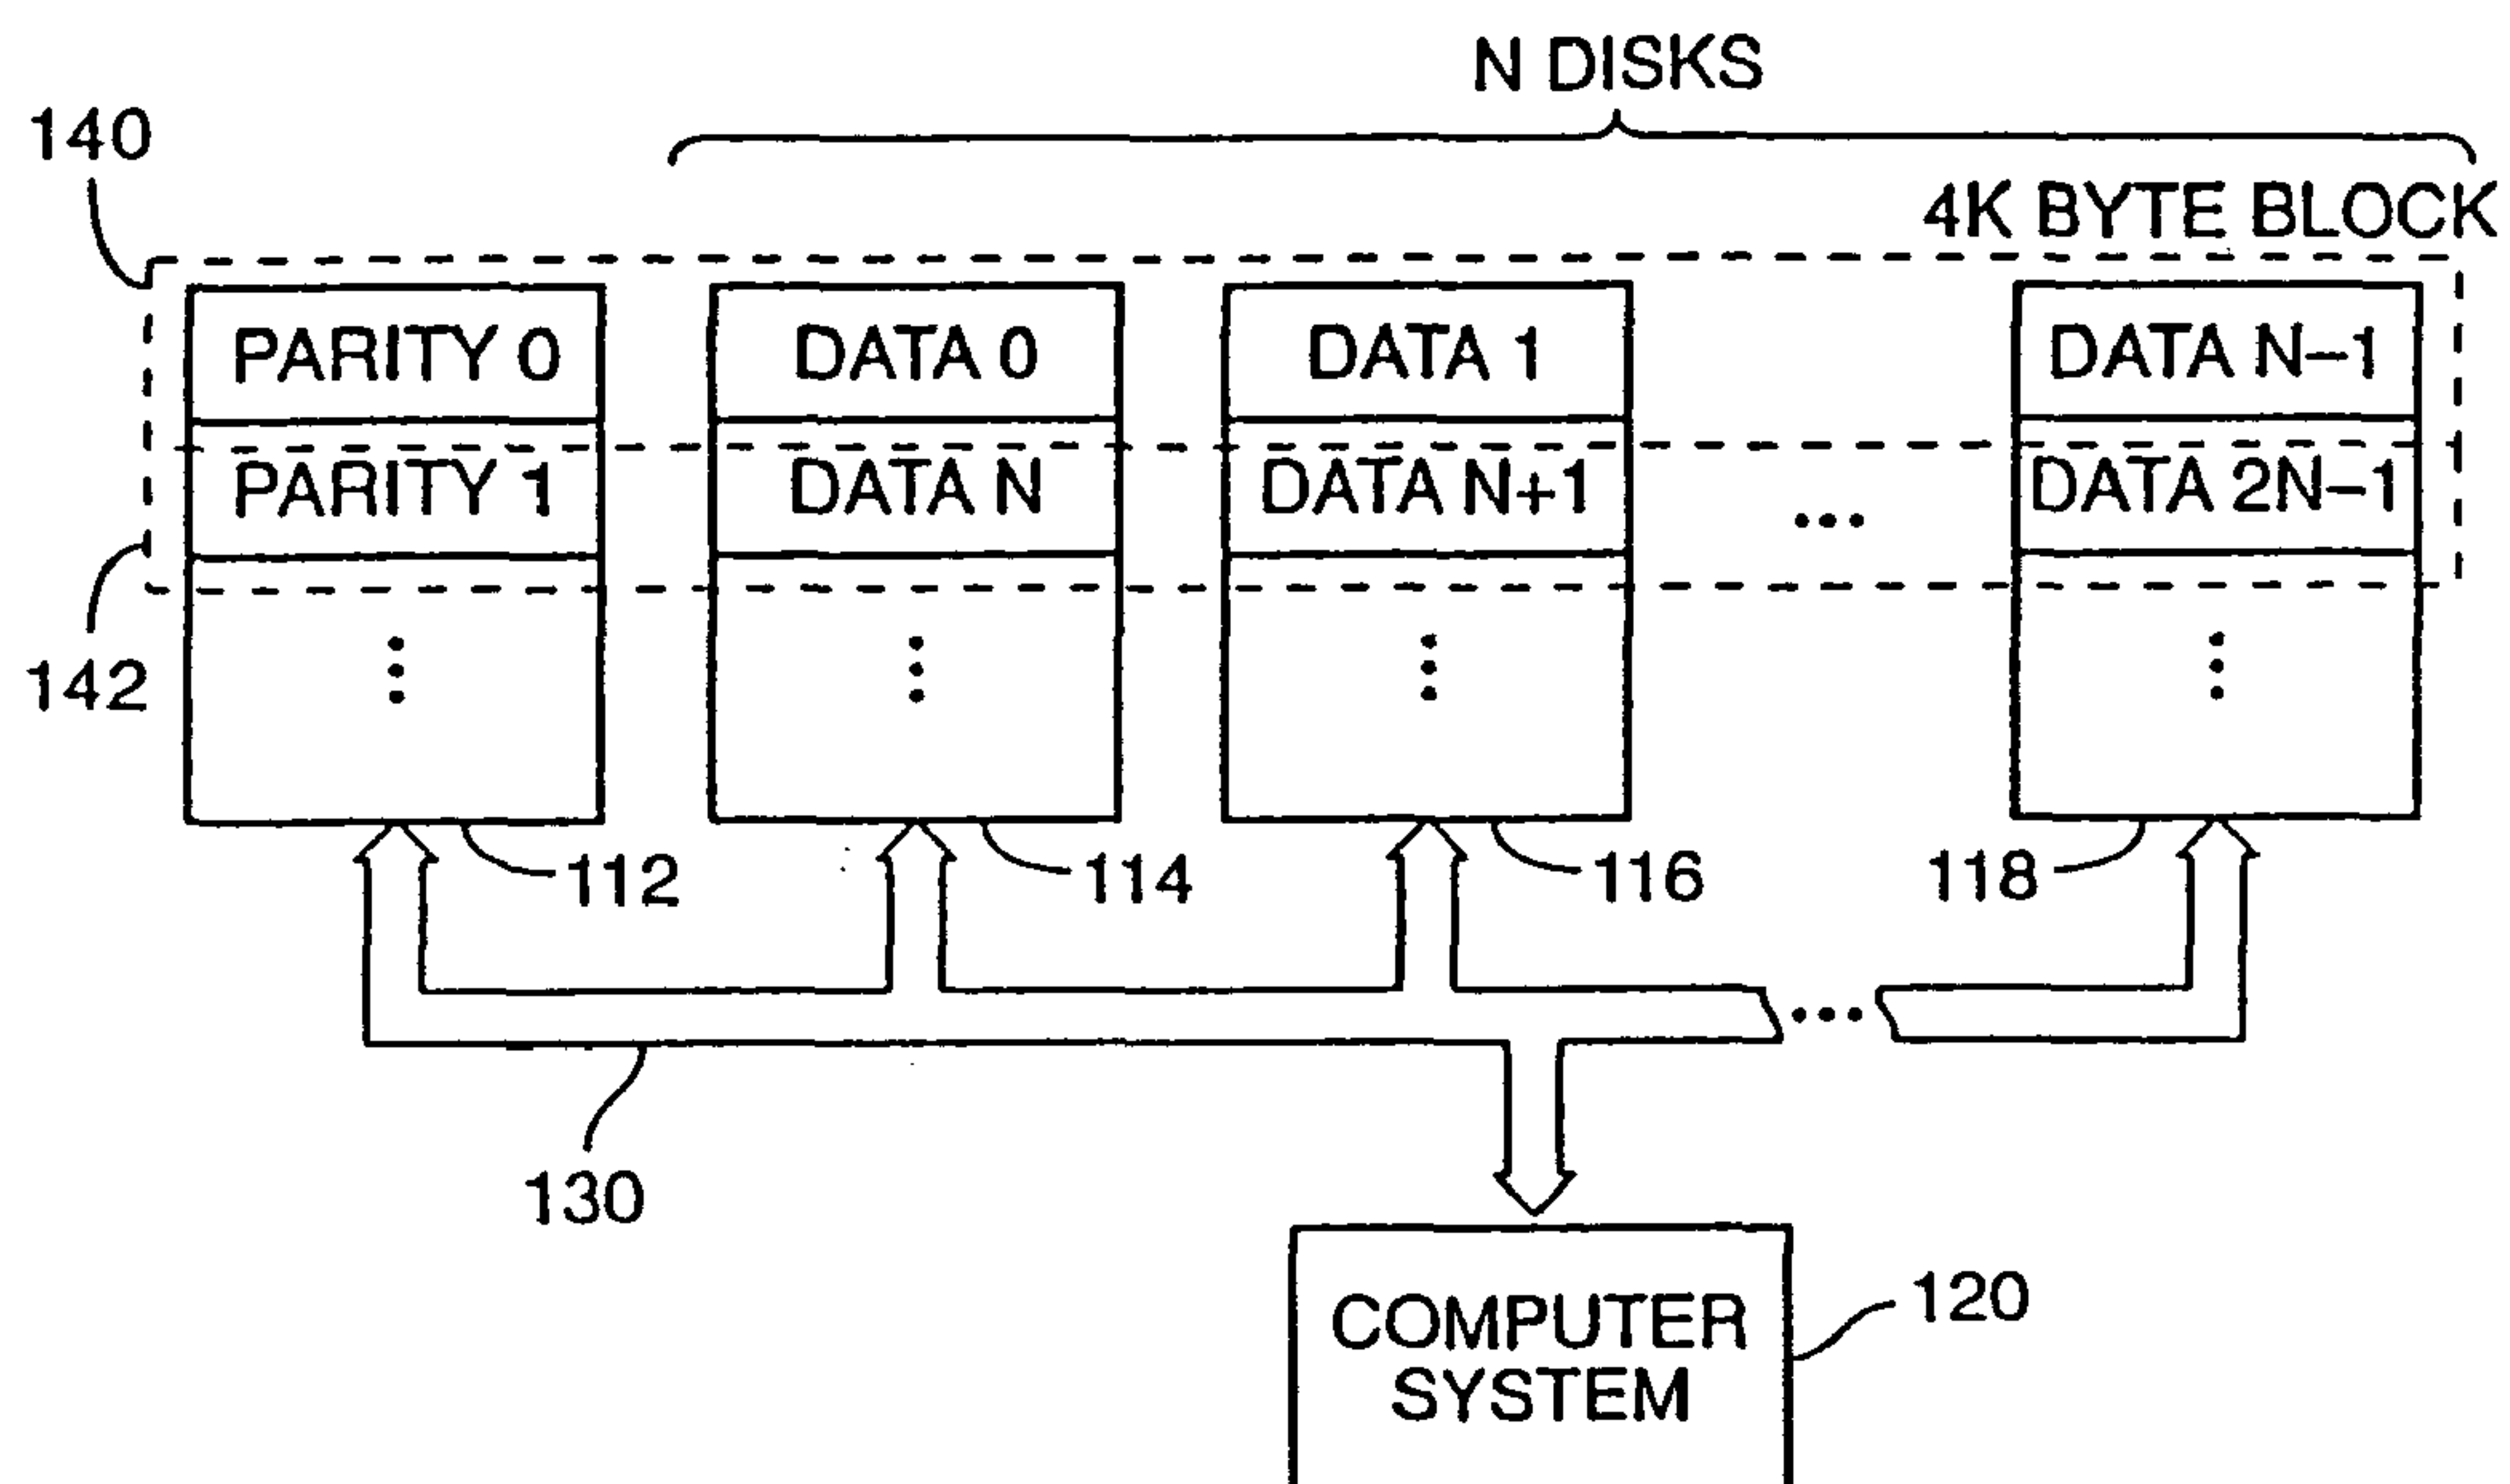 N DISKS
140
4K BYTE BLOCK
PARITY 0
DATA 0
DATA 1
DATA N–1
PARITY 1
DATA N
DATA N+1
DATA 2N–1
142
112
114
116
118
130
120
COMPUTER
SYSTEM